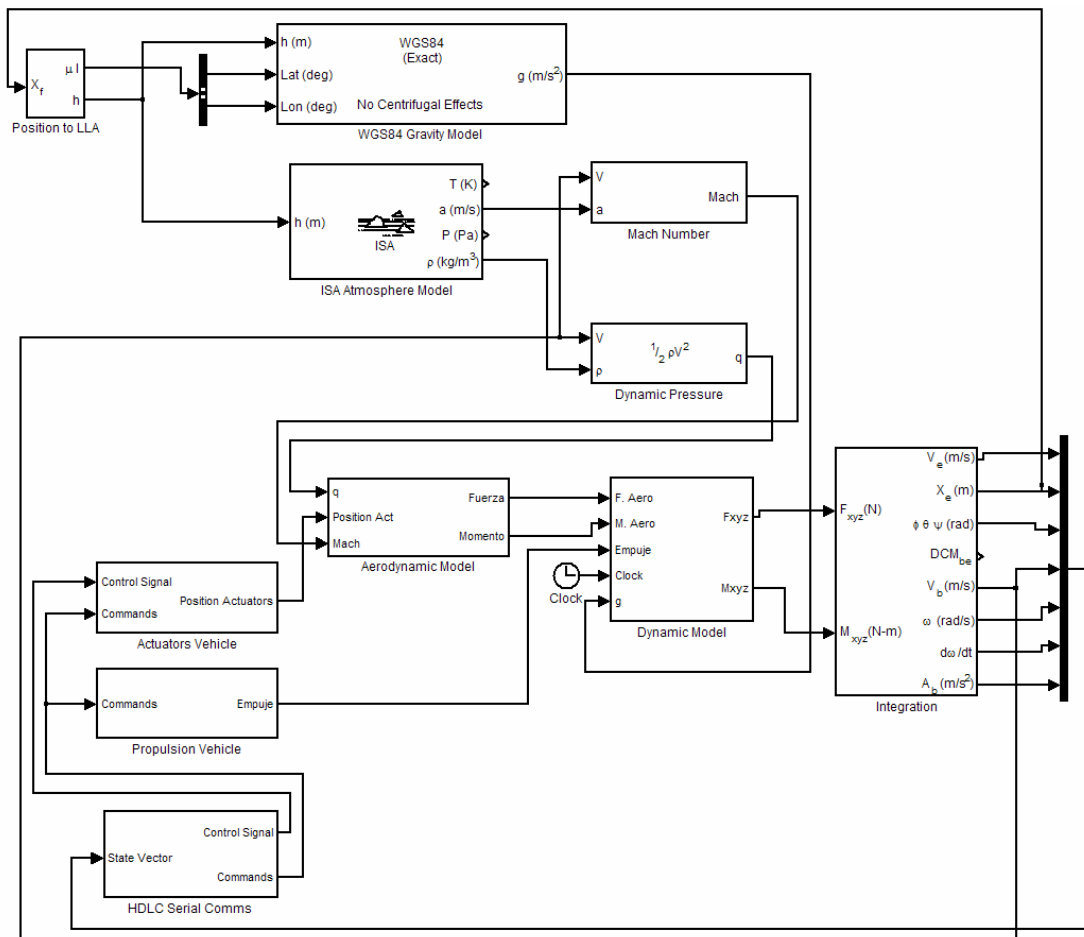 X_f
μ l
h
Position to LLA
h (m)
Lat (deg)
Lon (deg)
WGS84
(Exact)
No Centrifugal Effects
g (m/s²)
WGS84 Gravity Model
h (m)
ISA
T (K)
a (m/s)
P (Pa)
ρ (kg/m³)
ISA Atmosphere Model
V
a
Mach
Mach Number
V
ρ
1/2 ρV²
q
Dynamic Pressure
q
Position Act
Mach
Fuerza
Momento
Aerodynamic Model
Clock
F. Aero
M. Aero
Empuje
Clock
g
Fxyz
Mxyz
Dynamic Model
F_xyz (N)
M_xyz (N-m)
V_e (m/s)
X_e (m)
ϕ θ ψ (rad)
DCM_be
V_b (m/s)
ω (rad/s)
dω/dt
A_b (m/s²)
Integration
Control Signal
Commands
Position Actuators
Actuators Vehicle
Commands
Empuje
Propulsion Vehicle
State Vector
Control Signal
Commands
HDLC Serial Comms